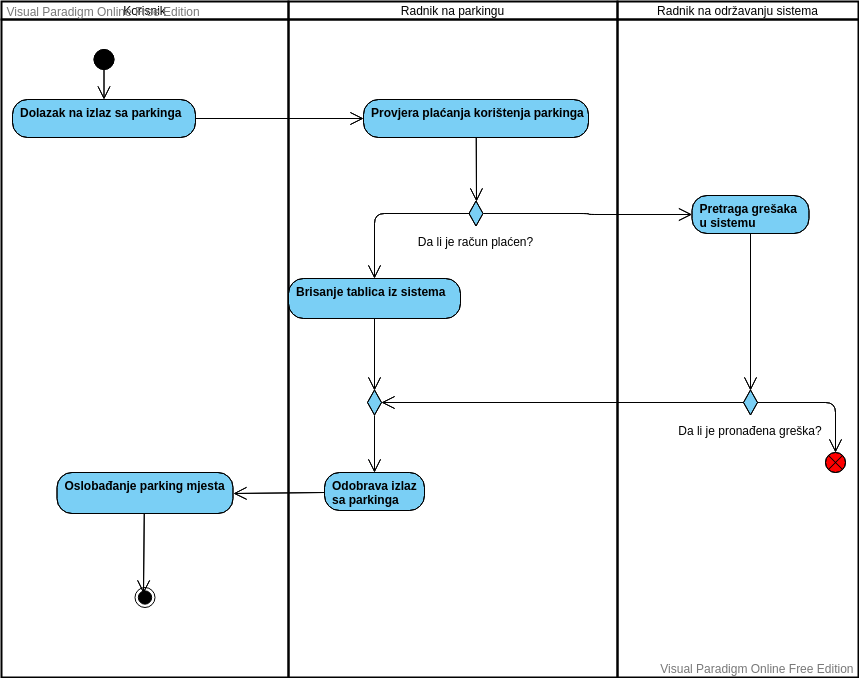 Visual Paradigm Online Free Edition
Korisnik
Radnik na parkingu
Radnik na održavanju sistema
Dolazak na izlaz sa parkinga
Provjera plaćanja korištenja parkinga
Pretraga grešaka
u sistemu
Da li je račun plaćen?
Brisanje tablica iz sistema
Da li je pronađena greška?
Oslobađanje parking mjesta
Odobrava izlaz
sa parkinga
Visual Paradigm Online Free Edition